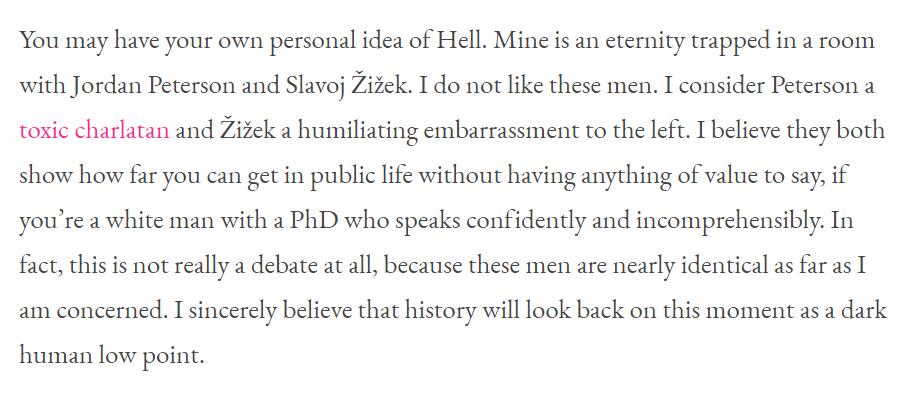 You may have your own personal idea of Hell. Mine is an eternity trapped in a room
with Jordan Peterson and Slavoj Žižek. I do not like these men. I consider Peterson a
toxic charlatan and Žižek a humiliating embarrassment to the left. I believe they both
show how far you can get in public life without having anything of value to say, if
you’re a white man with a PhD who speaks confidently and incomprehensibly. In
fact, this is not really a debate at all, because these men are nearly identical as far as I
am concerned. I sincerely believe that history will look back on this moment as a dark
human low point.